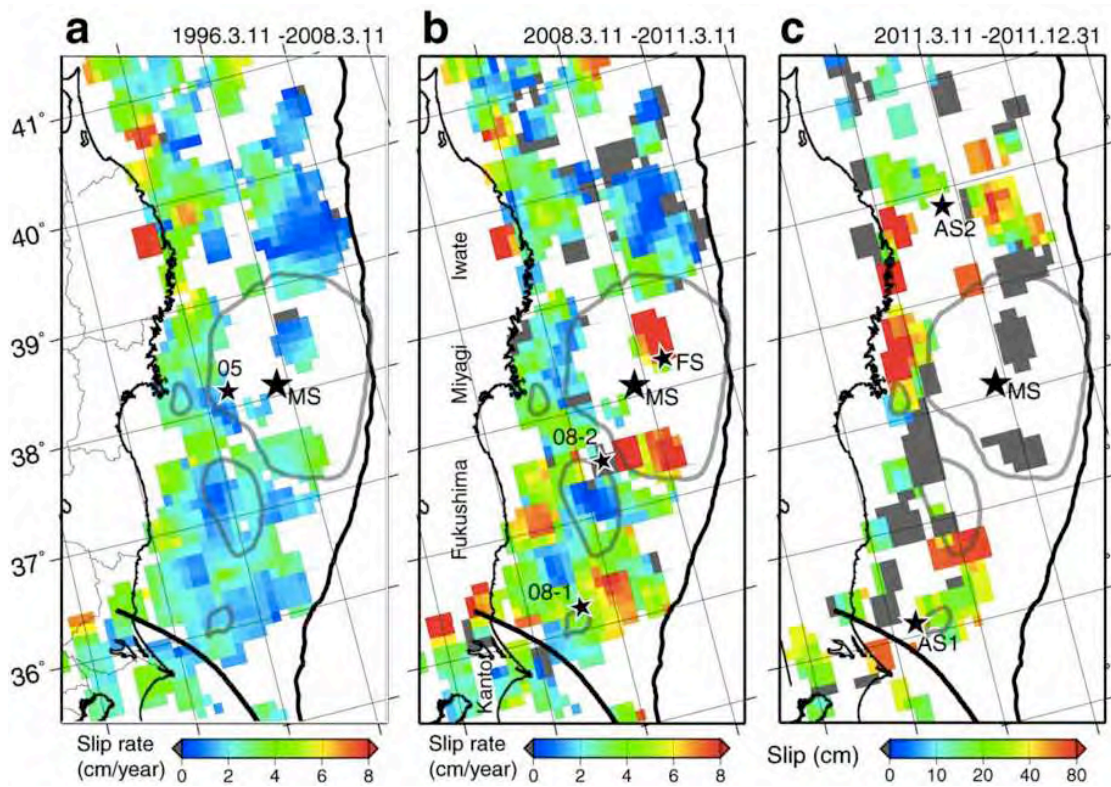 a
1996.3.11 -2008.3.11
b
2008.3.11 -2011.3.11
c
2011.3.11 -2011.12.31
41°
40°
39°
38°
37°
36°
05
MS
Iwate
Miyagi
Fukushima
Kanto
FS
MS
08-2
08-1
AS2
MS
AS1
Slip rate
(cm/year)
0 2 4 6 8
Slip rate
(cm/year)
0 2 4 6 8
Slip (cm)
0 10 20 40 80